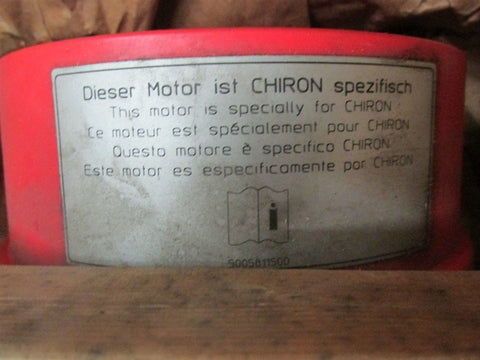 Dieser Motor ist CHIRON spezifisch
This motor is specially for CHIRON
Ce moteur est spécialement pour CHIRON
Questo motore è specifico CHIRON
Este motor es especificamente por CHIRON
i
5005811500